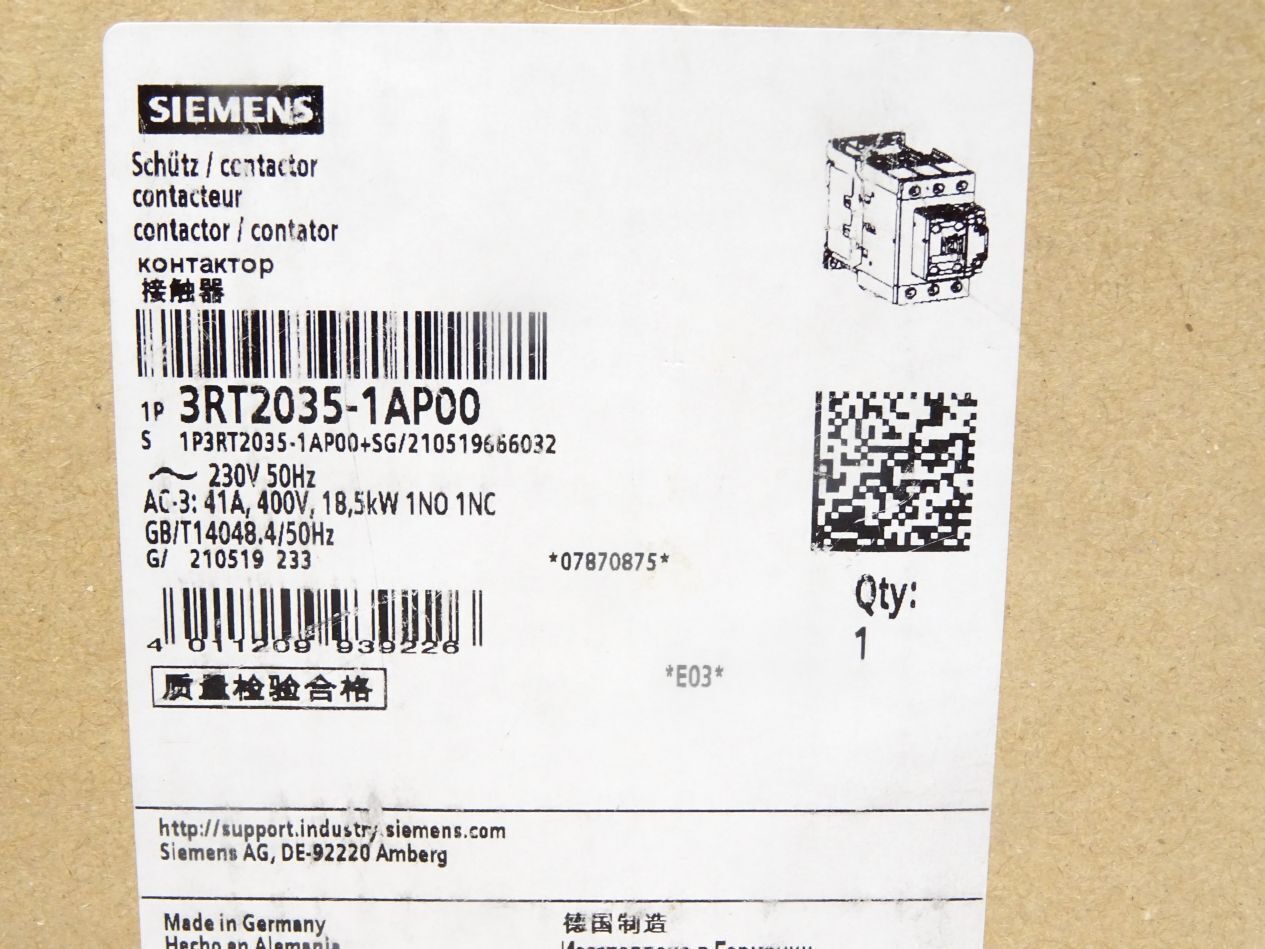 SIEMENS
Schütz / contactor
contacteur
contactor / contator
контактор
接触器
1P 3RT2035-1AP00
S 1P3RT2035-1AP00+SG/210519666032
~ 230V 50Hz
AC-3: 41A, 400V, 18,5kW 1NO 1NC
GB/T14048.4/50Hz
G/ 210519 233
*07870875*
Qty:
1
4 011209 939226
*E03*
质量检验合格
http://support.industry.siemens.com
Siemens AG, DE-92220 Amberg
Made in Germany
德国制造
Hecho en Alemania